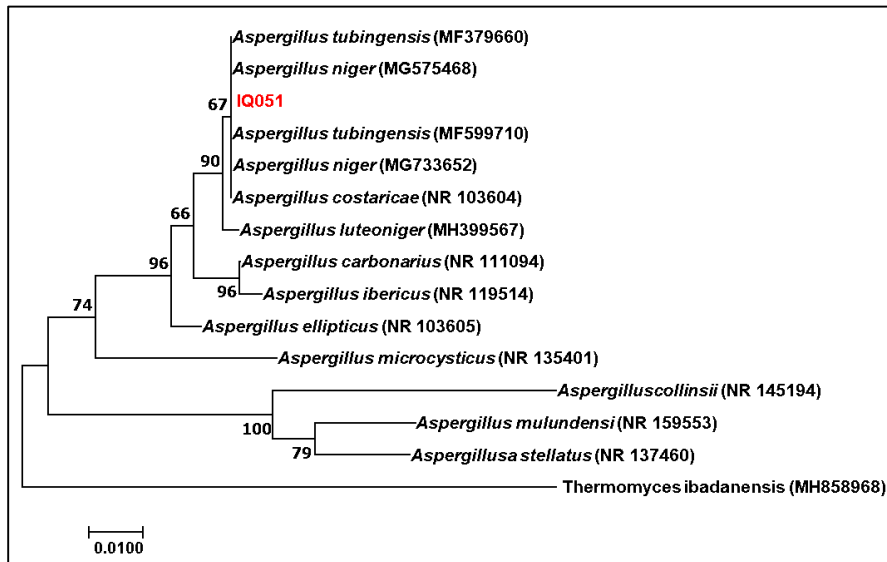 Aspergillus tubingensis (MF379660)
Aspergillus niger (MG575468)
67 IQ051
Aspergillus tubingensis (MF599710)
90 Aspergillus niger (MG733652)
Aspergillus costaricae (NR 103604)
66
Aspergillus luteoniger (MH399567)
96 Aspergillus carbonarius (NR 111094)
96 Aspergillus ibericus (NR 119514)
74
Aspergillus ellipticus (NR 103605)
Aspergillus microcysticus (NR 135401)
Aspergilluscollinsii (NR 145194)
100 Aspergillus mulundensi (NR 159553)
79 Aspergillusa stellatus (NR 137460)
Thermomyces ibadanensis (MH858968)
0.0100